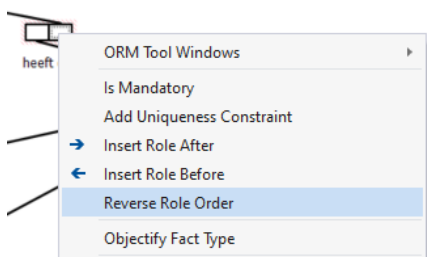 heeft
ORM Tool Windows
Is Mandatory
Add Uniqueness Constraint
Insert Role After
Insert Role Before
Reverse Role Order
Objectify Fact Type